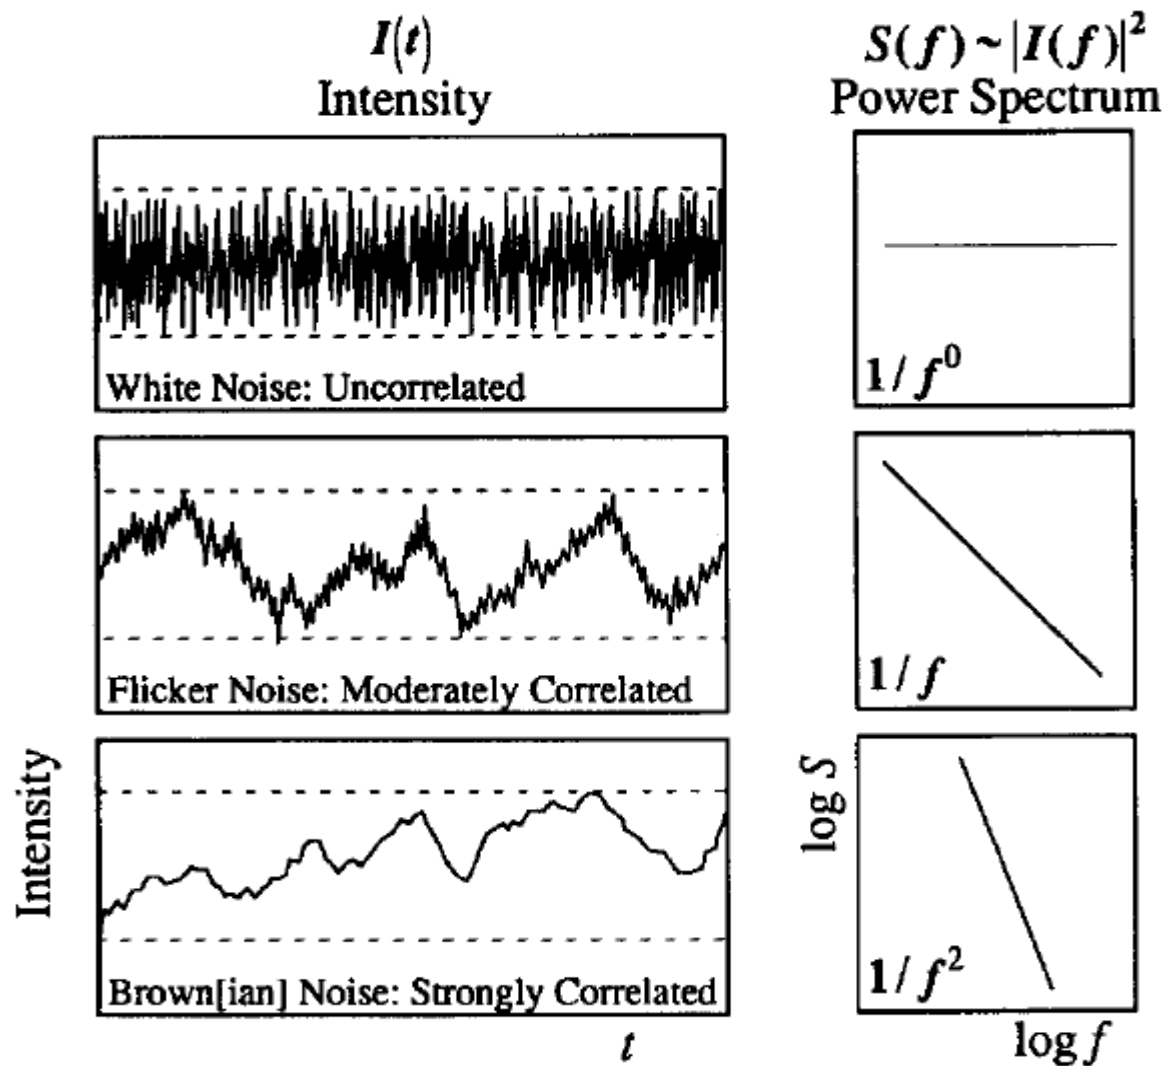 I(t)
Intensity
S(f) ~ |I(f)|²
Power Spectrum
White Noise: Uncorrelated
1/f⁰
Flicker Noise: Moderately Correlated
1/f
Intensity
Brown[ian] Noise: Strongly Correlated
t
log S
1/f²
log f